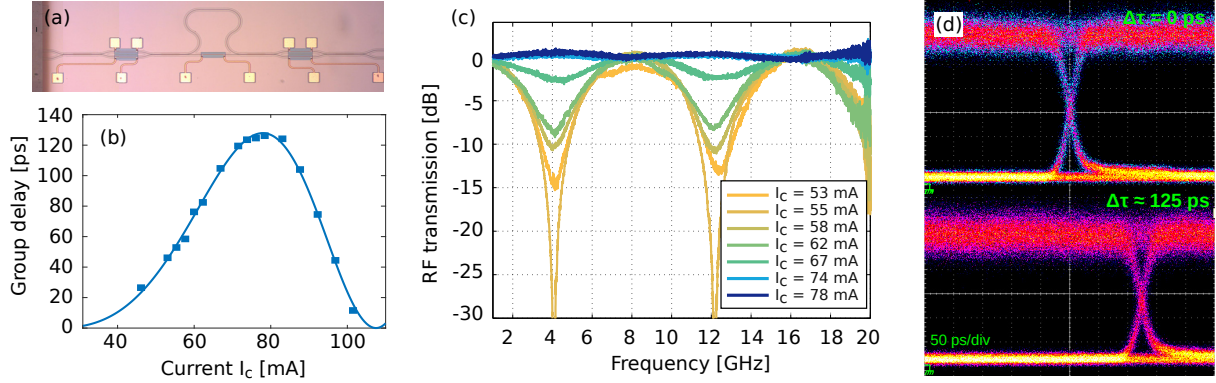 (a)
(b)
Group delay [ps]
140
120
100
80
60
40
20
0
40
60
80
100
Current I_c [mA]
(c)
RF transmission [dB]
5
0
-5
-10
-15
-20
-25
-30
2
4
6
8
10
12
14
16
18
20
Frequency [GHz]
I_C = 53 mA
I_C = 55 mA
I_C = 58 mA
I_C = 62 mA
I_C = 67 mA
I_C = 74 mA
I_C = 78 mA
(d)
Δτ = 0 ps
Δτ ≈ 125 ps
50 ps/div